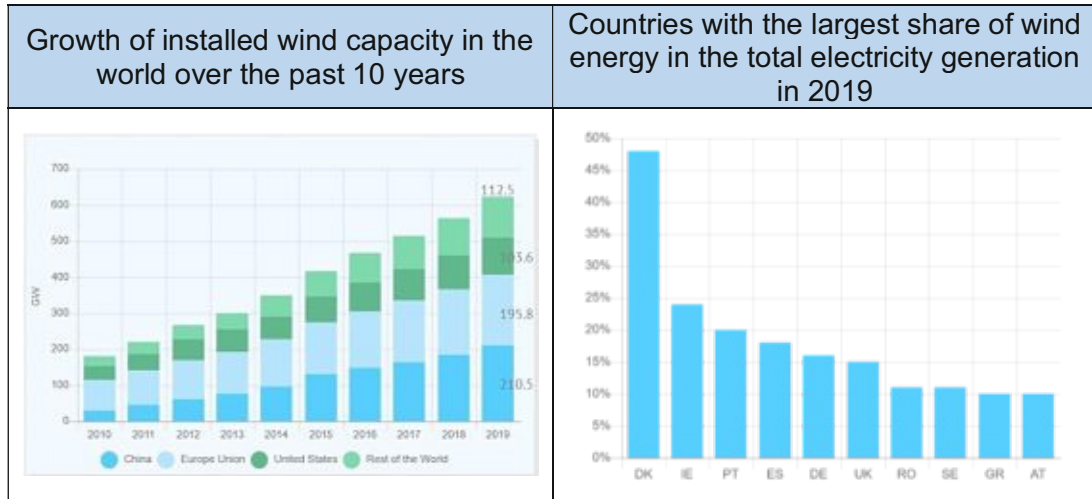 Growth of installed wind capacity in the
world over the past 10 years
Countries with the largest share of wind
energy in the total electricity generation
in 2019
700
600
500
400
300
200
100
0
GW
112.5
103.6
195.8
210.5
2010 2011 2012 2013 2014 2015 2016 2017 2018 2019
China Europe Union United States Rest of the World
50%
45%
40%
35%
30%
25%
20%
15%
10%
5%
0%
DK IE PT ES DE UK RO SE GR AT